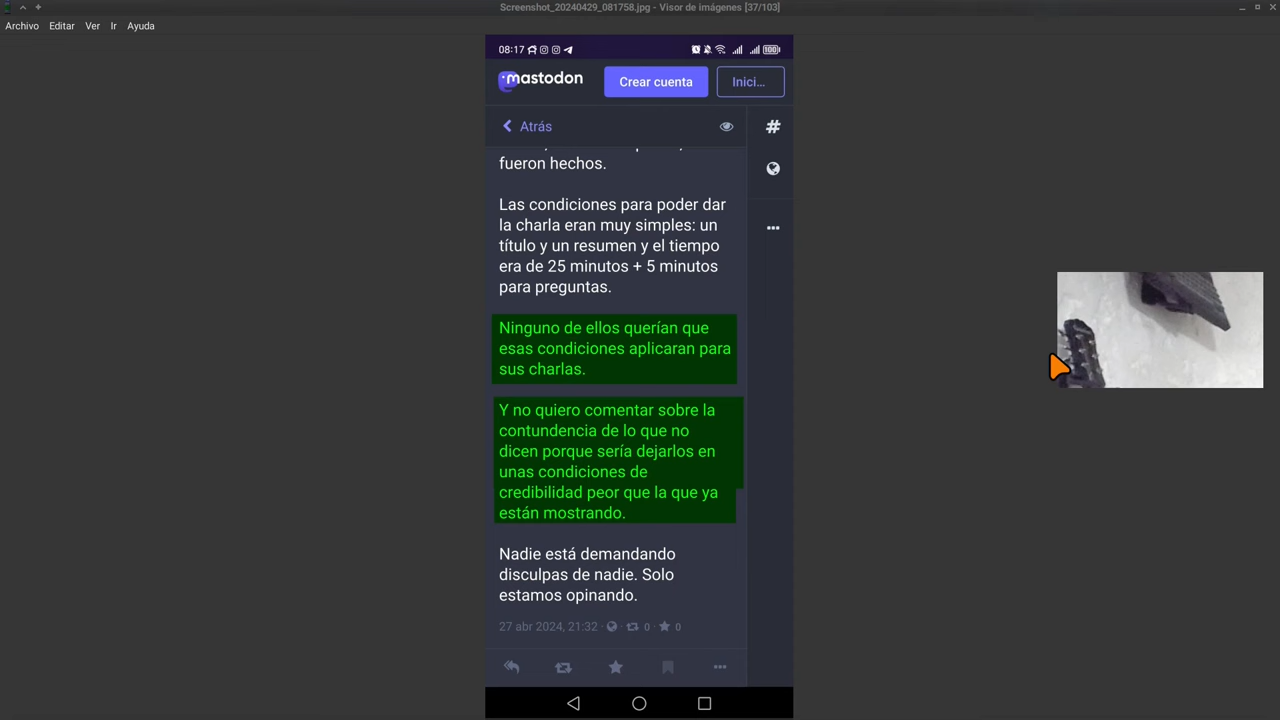 Screenshot_20240429_081758.jpg - Visor de imágenes [37/103]
Archivo Editar Ver Ir Ayuda
08:17
100
mastodon
Crear cuenta
Inici...
Atrás
#
fueron hechos.
Las condiciones para poder dar
la charla eran muy simples: un
título y un resumen y el tiempo
era de 25 minutos + 5 minutos
para preguntas.
Ninguno de ellos querían que
esas condiciones aplicaran para
sus charlas.
Y no quiero comentar sobre la
contundencia de lo que no
dicen porque sería dejarlos en
unas condiciones de
credibilidad peor que la que ya
están mostrando.
Nadie está demandando
disculpas de nadie. Solo
estamos opinando.
27 abr 2024, 21:32 · 0 · 0